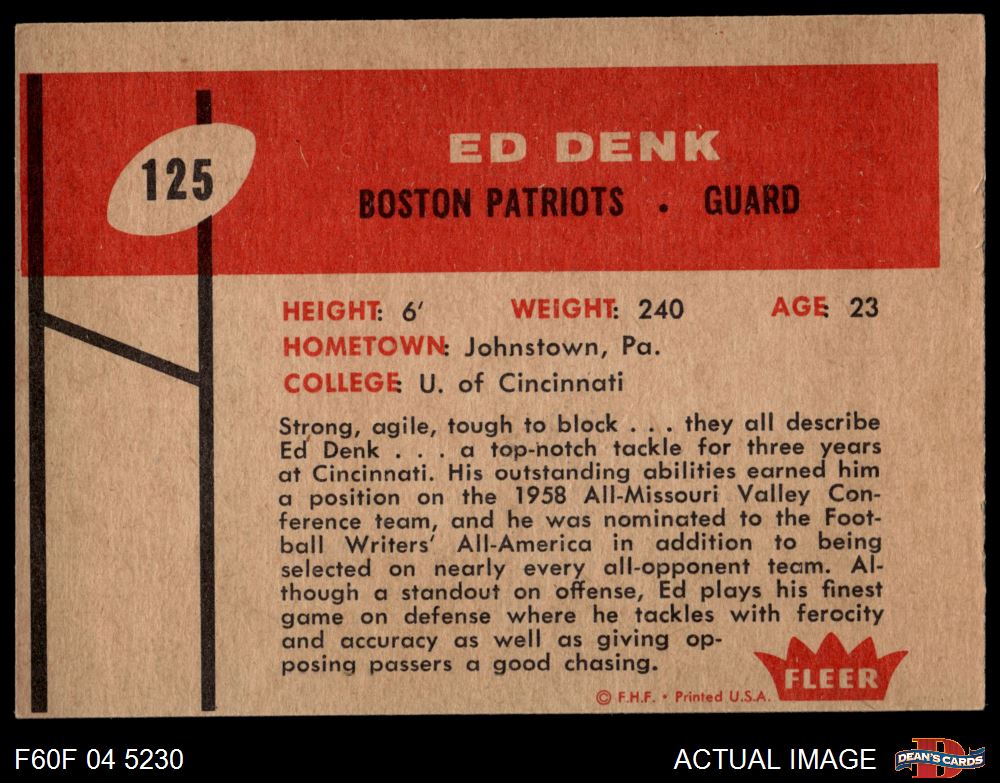 125
ED DENK
BOSTON PATRIOTS . GUARD
HEIGHT: 6' WEIGHT: 240 AGE: 23
HOMETOWN: Johnstown, Pa.
COLLEGE: U. of Cincinnati
Strong, agile, tough to block . . . they all describe
Ed Denk . . . a top-notch tackle for three years
at Cincinnati. His outstanding abilities earned him
a position on the 1958 All-Missouri Valley Con-
ference team, and he was nominated to the Foot-
ball Writers' All-America in addition to being
selected on nearly every all-opponent team. Al-
though a standout on offense, Ed plays his finest
game on defense where he tackles with ferocity
and accuracy as well as giving op-
posing passers a good chasing.
FLEER
© F.H.F. • Printed U.S.A.
F60F 04 5230
ACTUAL IMAGE
D
DEAN'S CARDS